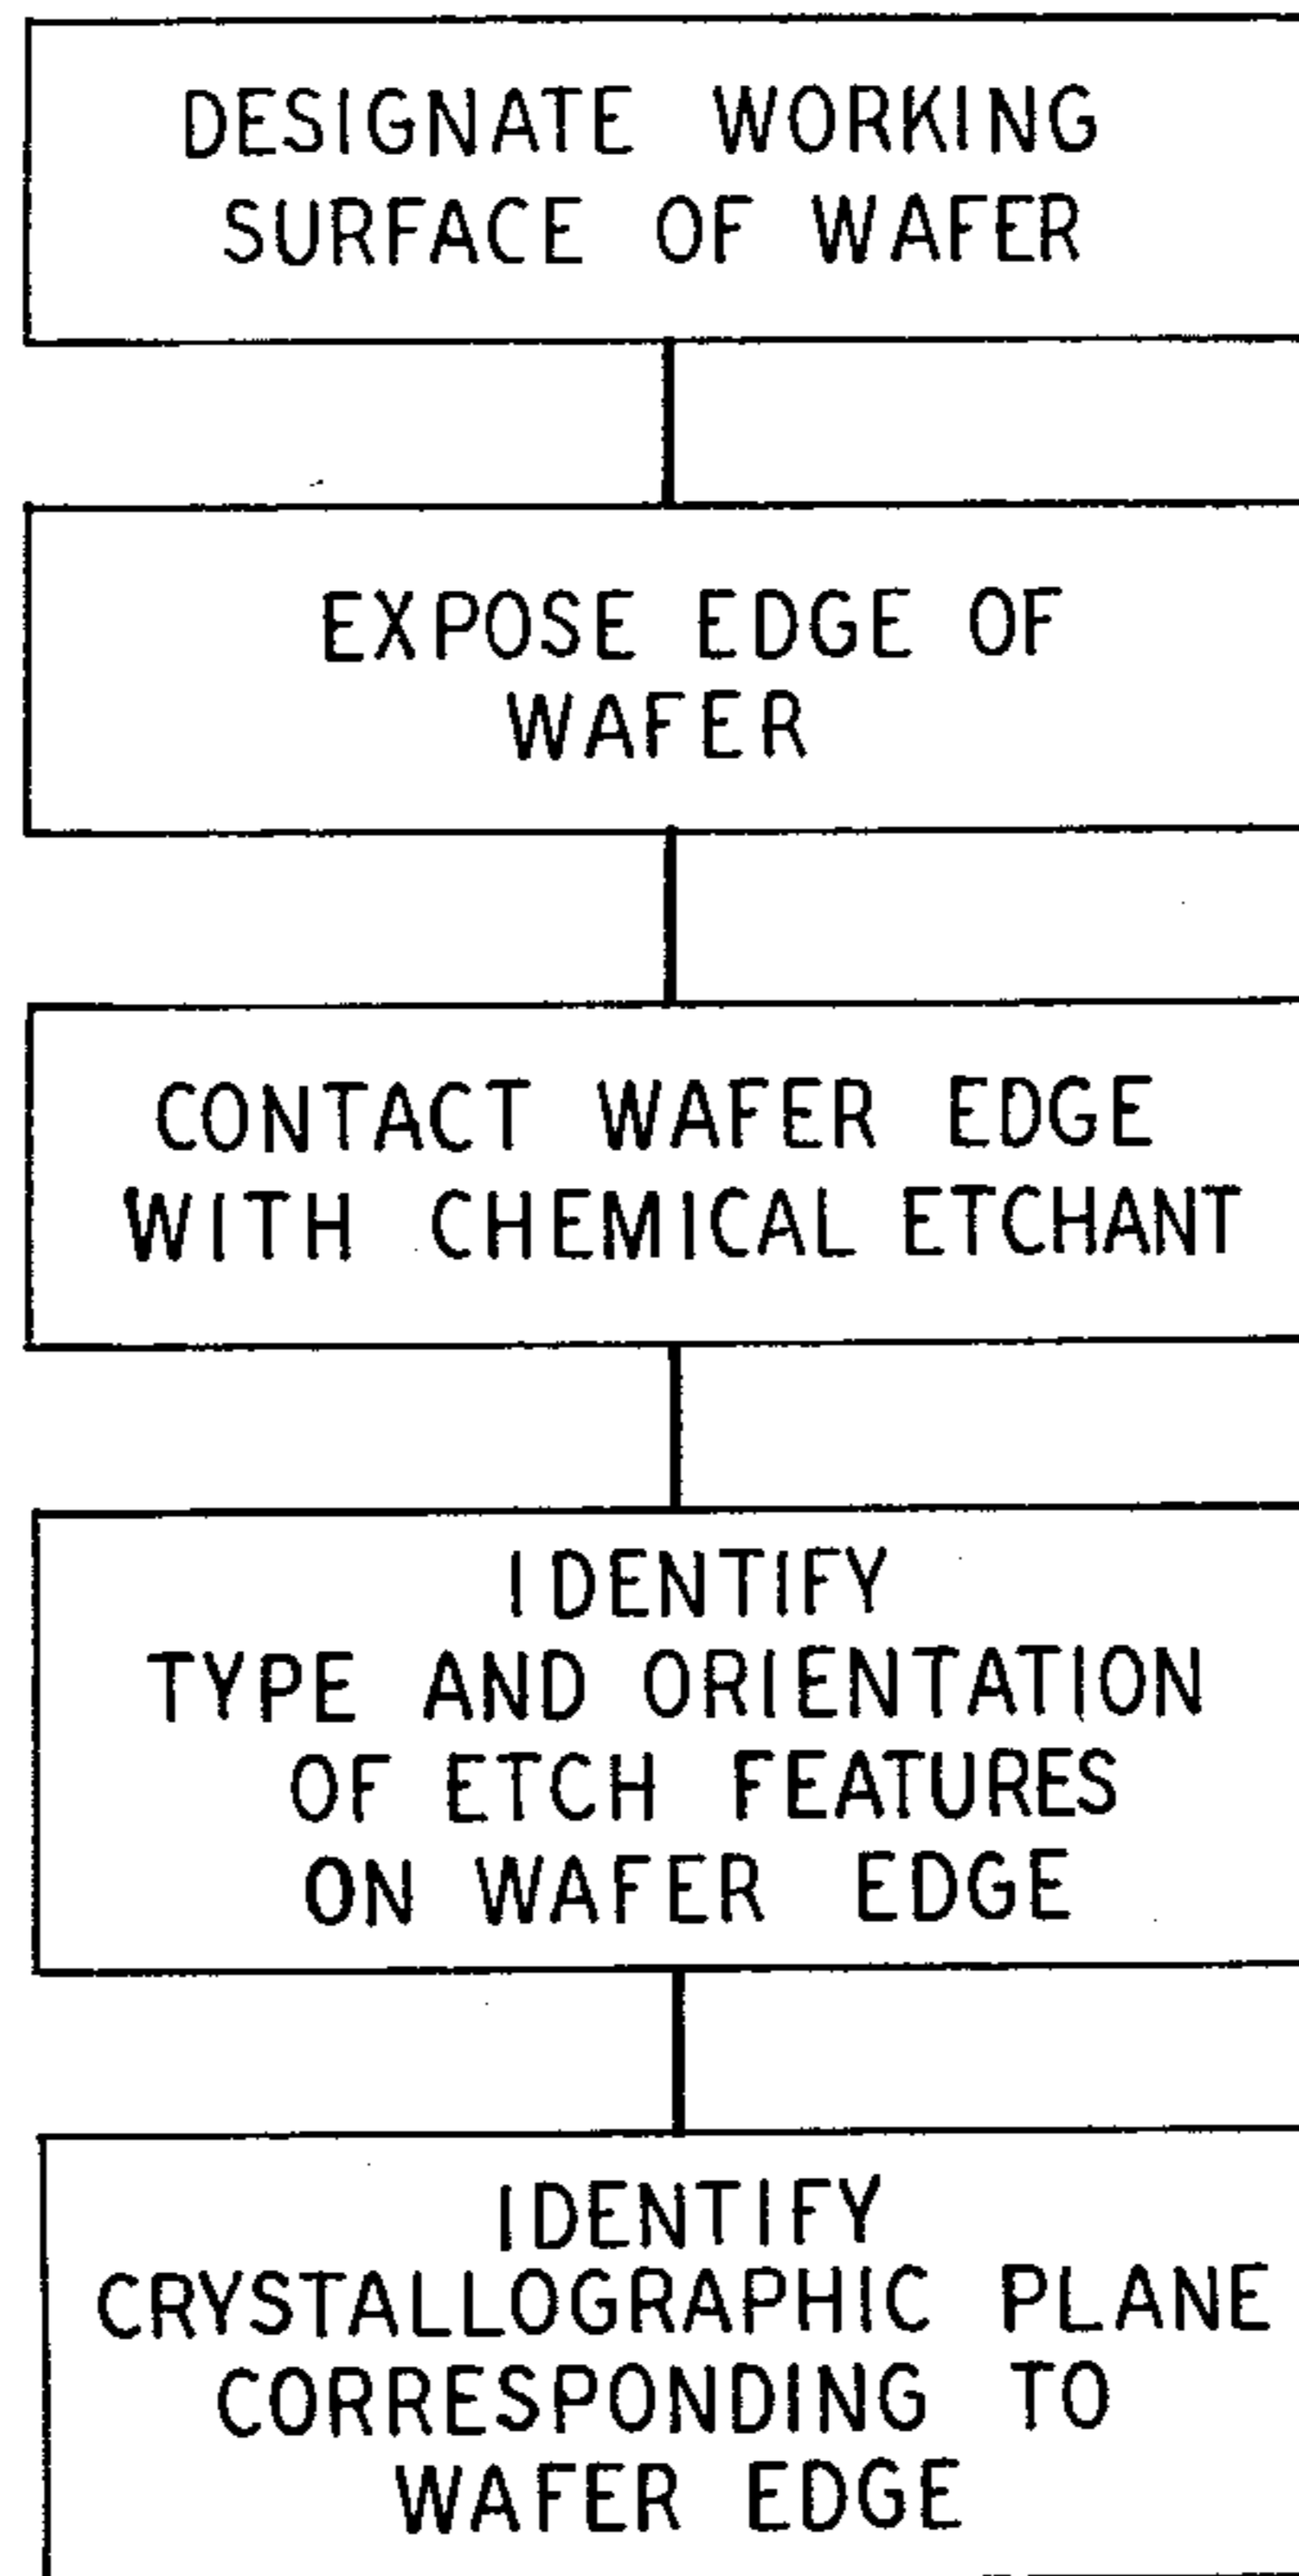 DESIGNATE WORKING
SURFACE OF WAFER
EXPOSE EDGE OF
WAFER
CONTACT WAFER EDGE
WITH CHEMICAL ETCHANT
IDENTIFY
TYPE AND ORIENTATION
OF ETCH FEATURES
ON WAFER EDGE
IDENTIFY
CRYSTALLOGRAPHIC PLANE
CORRESPONDING TO
WAFER EDGE